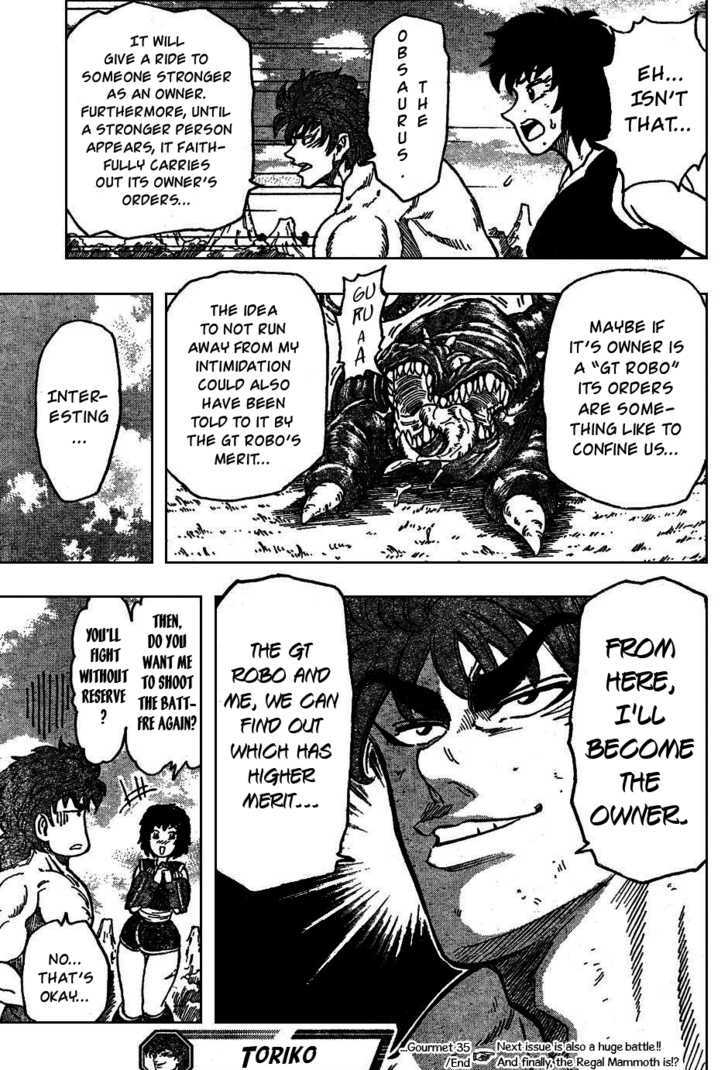 EH...
ISN'T
THAT...
THE
OBSAURUS.
IT WILL
GIVE A RIDE TO
SOMEONE STRONGER
AS AN OWNER.
FURTHERMORE, UNTIL
A STRONGER PERSON
APPEARS, IT FAITH-
FULLY CARRIES
OUT ITS OWNER'S
ORDERS...
MAYBE IF
IT'S OWNER IS
A "GT ROBO"
ITS ORDERS
ARE SOME-
THING LIKE TO
CONFINE US...
GU
RU
A
A
THE IDEA
TO NOT RUN
AWAY FROM MY
INTIMIDATION
COULD ALSO
HAVE BEEN
TOLD TO IT BY
THE GT ROBO'S
MERIT...
INTER-
ESTING
...
FROM
HERE,
I'LL
BECOME
THE
OWNER.
THE GT
ROBO AND
ME, WE CAN
FIND OUT
WHICH HAS
HIGHER
MERIT...
THEN,
DO YOU
WANT ME
TO SHOOT
THE BATT-
FRE AGAIN?
YOU'LL
FIGHT
WITHOUT
RESERVE
?
NO...
THAT'S
OKAY...
TORIKO
...Gourmet 35
/End
Next issue is also a huge battle!!
And finally, the Regal Mammoth is!?